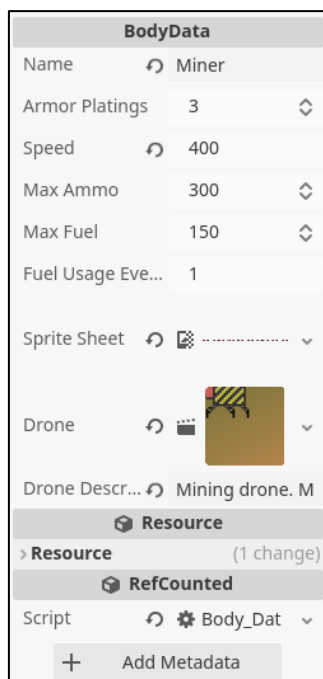 BodyData
Name Miner
Armor Platings 3
Speed 400
Max Ammo 300
Max Fuel 150
Fuel Usage Eve... 1
Sprite Sheet
Drone
Drone Descr... Mining drone. M
Resource
Resource (1 change)
RefCounted
Script Body_Dat
+ Add Metadata